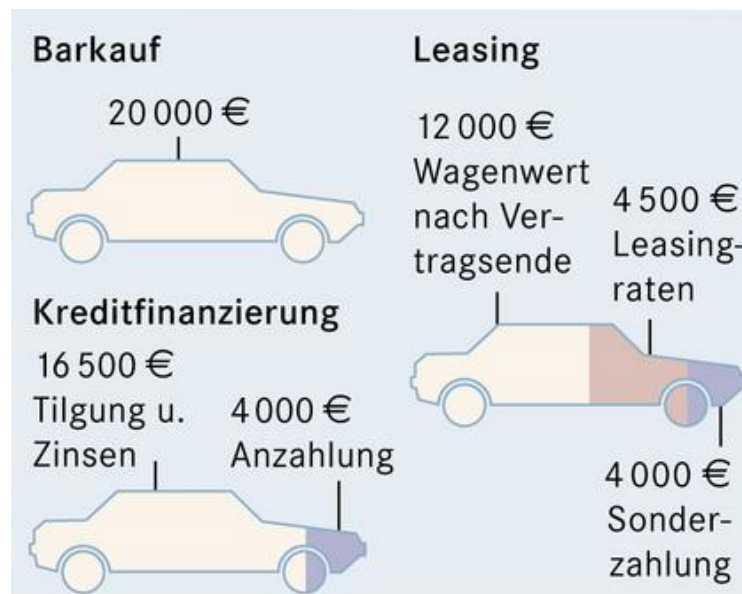 Barkauf
20 000 €
Kreditfinanzierung
16 500 €
Tilgung u.
Zinsen
4 000 €
Anzahlung
Leasing
12 000 €
Wagenwert
nach Ver-
tragsende
4 500 €
Leasing-
raten
4 000 €
Sonder-
zahlung